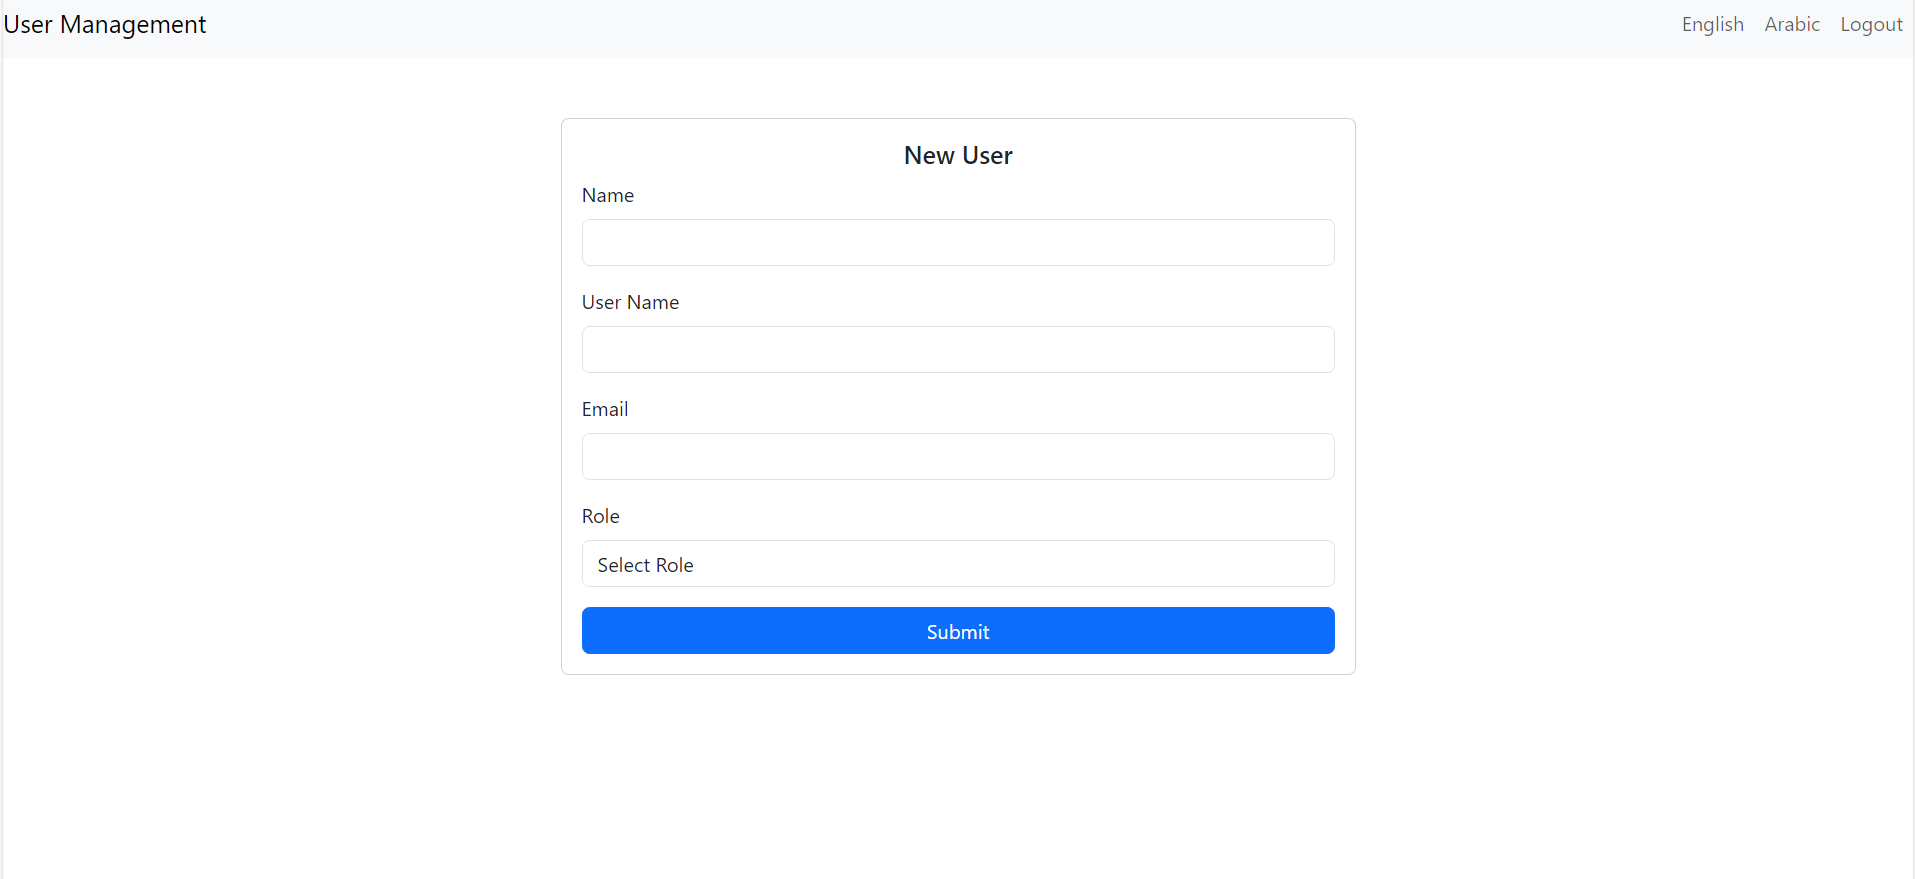 User Management
English Arabic Logout
New User
Name
User Name
Email
Role
Select Role
Submit